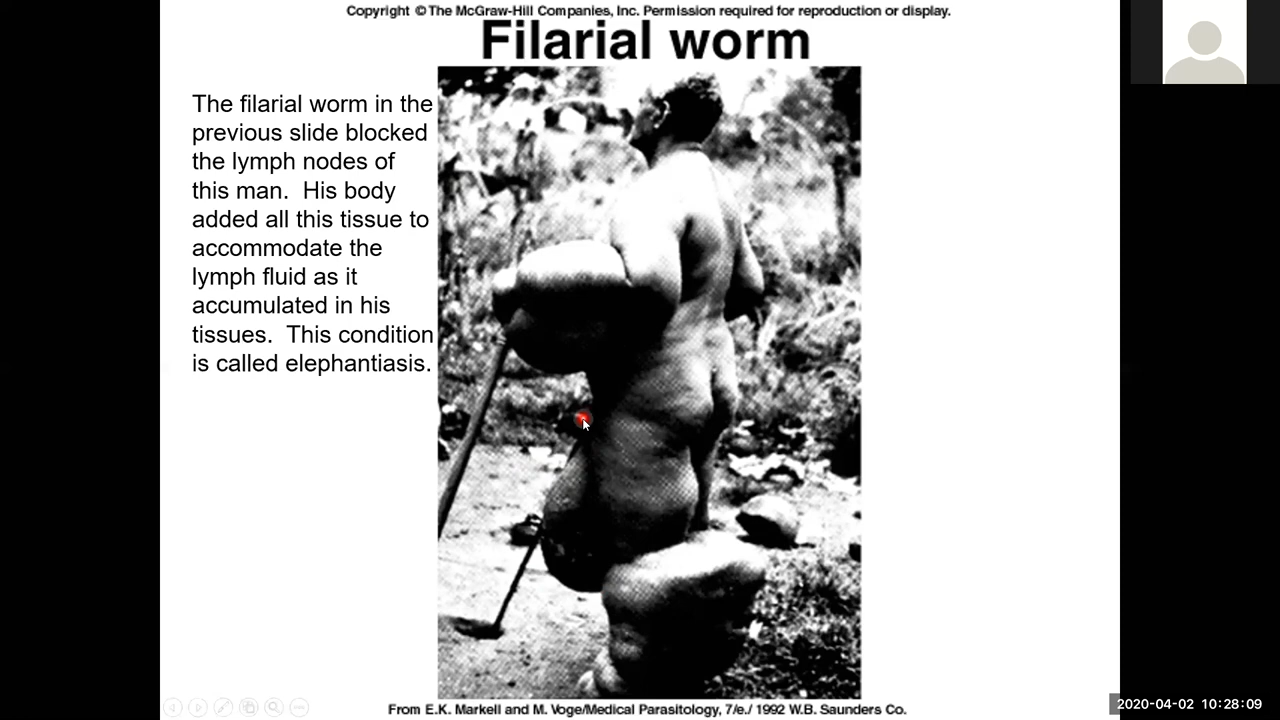 Copyright © The McGraw-Hill Companies, Inc. Permission required for reproduction or display.
Filarial worm
The filarial worm in the
previous slide blocked
the lymph nodes of
this man.  His body
added all this tissue to
accommodate the
lymph fluid as it
accumulated in his
tissues.  This condition
is called elephantiasis.
From E.K. Markell and M. Voge/Medical Parasitology, 7/e./ 1992 W.B. Saunders Co.
2020-04-02 10:28:09